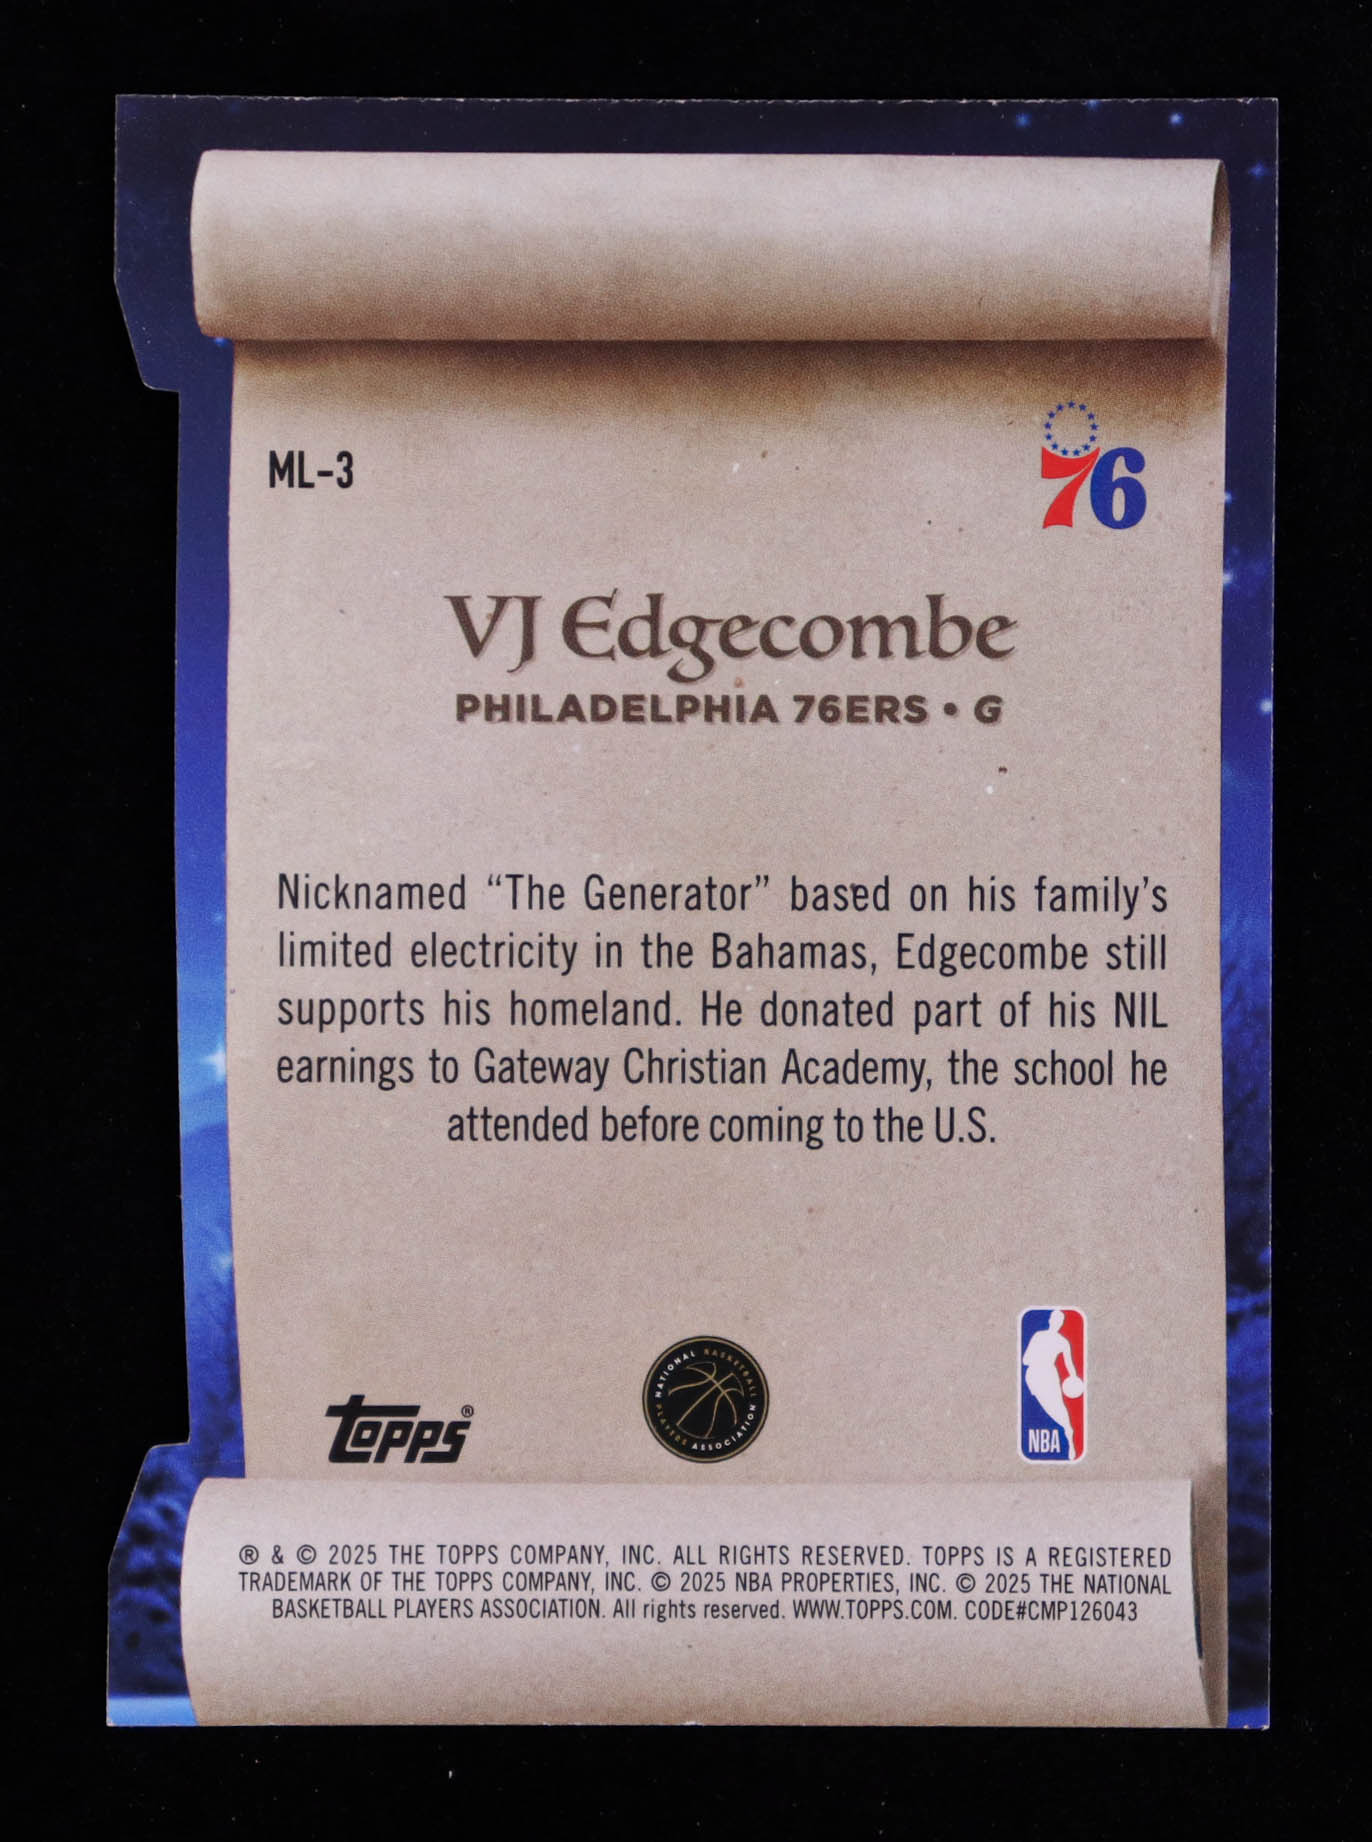 ML-3
76
VJ Edgecombe
PHILADELPHIA 76ERS • G
Nicknamed “The Generator” based on his family’s
limited electricity in the Bahamas, Edgecombe still
supports his homeland. He donated part of his NIL
earnings to Gateway Christian Academy, the school he
attended before coming to the U.S.
topps®
NATIONAL BASKETBALL PLAYERS ASSOCIATION
NBA
® & © 2025 THE TOPPS COMPANY, INC. ALL RIGHTS RESERVED. TOPPS IS A REGISTERED
TRADEMARK OF THE TOPPS COMPANY, INC. © 2025 NBA PROPERTIES, INC. © 2025 THE NATIONAL
BASKETBALL PLAYERS ASSOCIATION. All rights reserved. WWW.TOPPS.COM. CODE#CMP126043